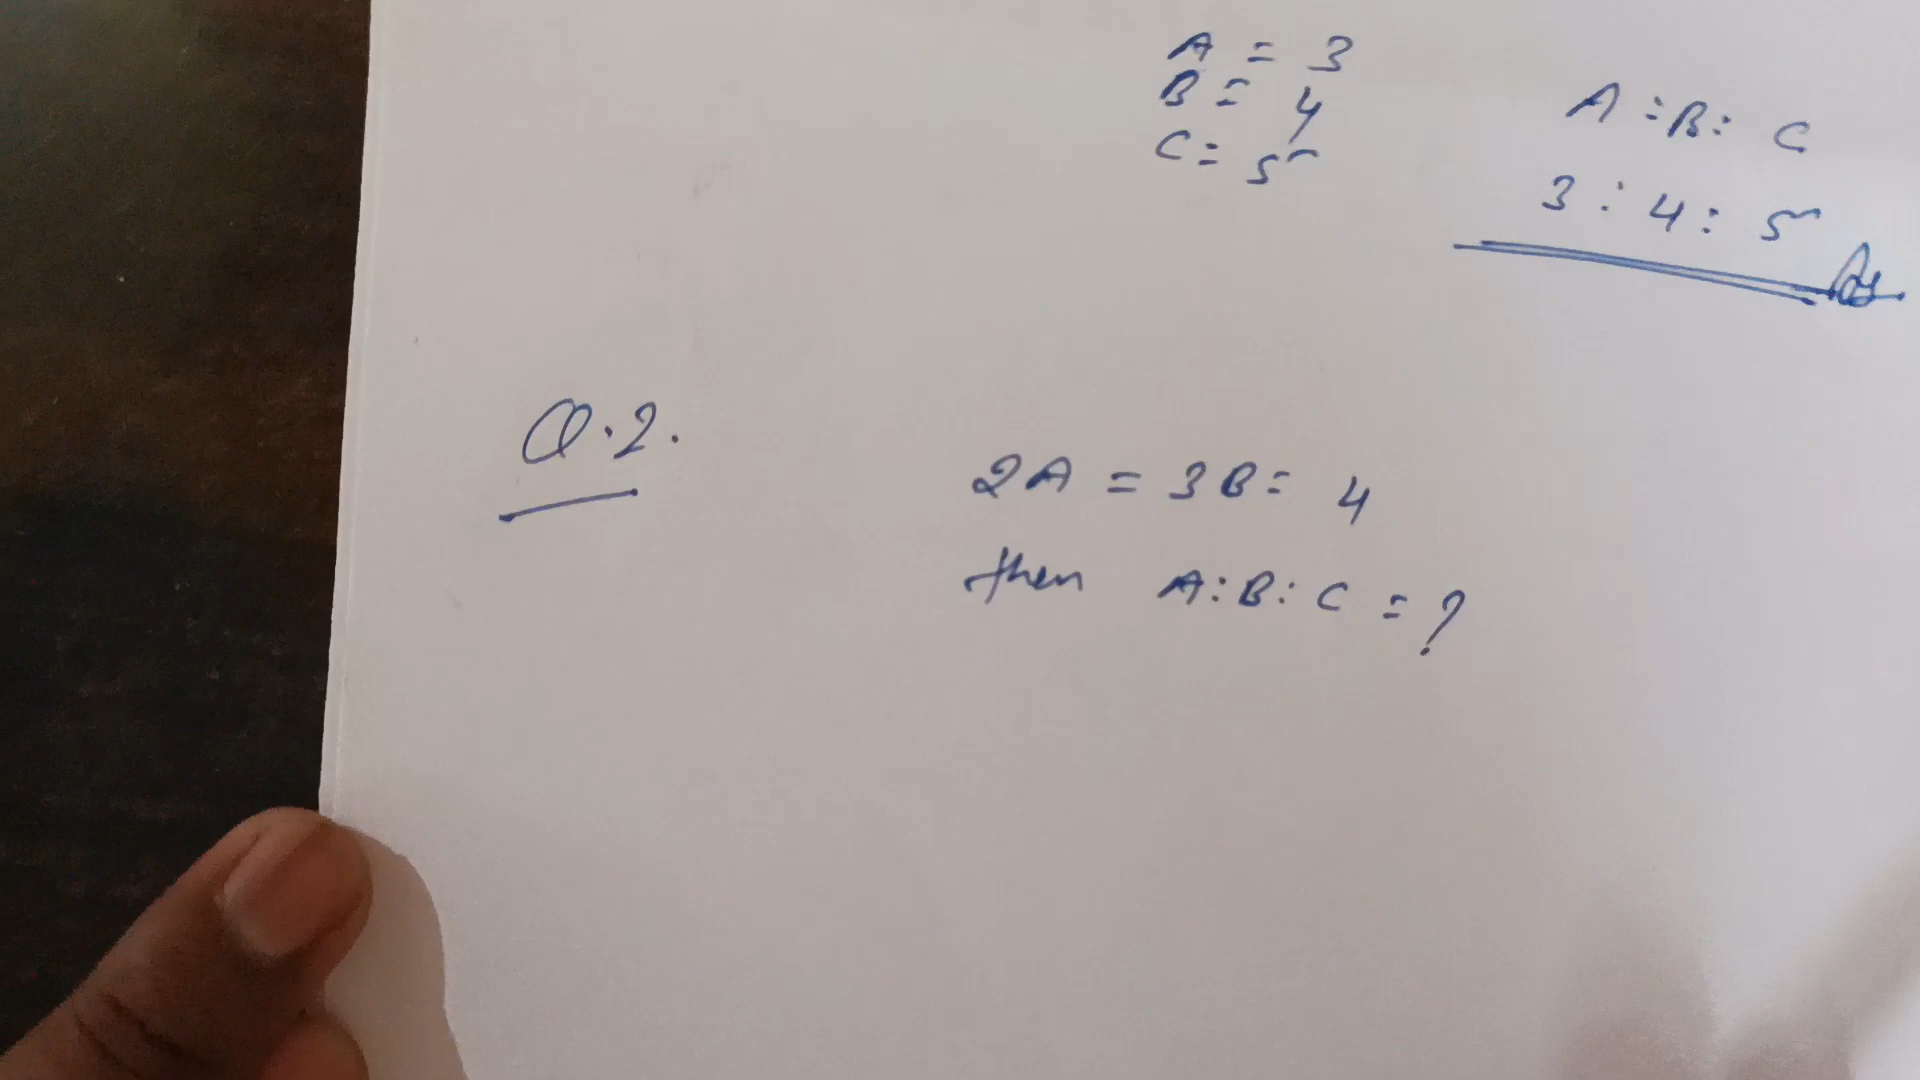 A = 3
B = 4
C = 5
A : B : C
3 : 4 : 5
Q.2.
2A = 3B = 4
then A : B : C = ?